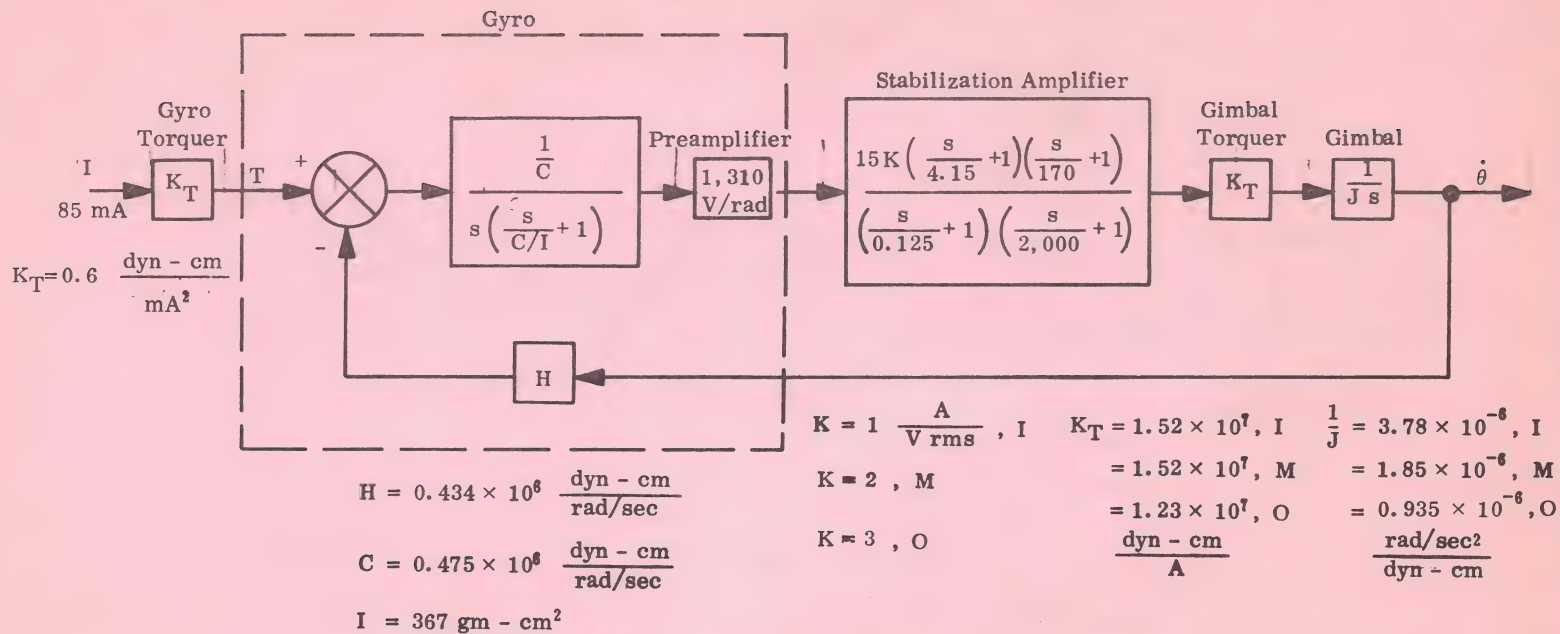 Gyro
Stabilization Amplifier
Gyro
Torquer
Preamplifier
Gimbal
Torquer
Gimbal
I
85 mA
K_T
T
+
-
1
C
s ( s / C/I + 1 )
1,310
V/rad
15 K ( s / 4.15 + 1 ) ( s / 170 + 1 )
( s / 0.125 + 1 ) ( s / 2,000 + 1 )
K_T
1
J s
θ̇
K_T = 0.6 dyn - cm / mA²
H
H = 0.434 × 10⁶ dyn - cm / rad/sec
C = 0.475 × 10⁶ dyn - cm / rad/sec
I = 367 gm - cm²
K = 1 A / V rms , I
K = 2 , M
K = 3 , O
K_T = 1.52 × 10⁷, I
= 1.52 × 10⁷, M
= 1.23 × 10⁷, O
dyn - cm
A
1/J = 3.78 × 10⁻⁶, I
= 1.85 × 10⁻⁶, M
= 0.935 × 10⁻⁶, O
rad/sec²
dyn - cm